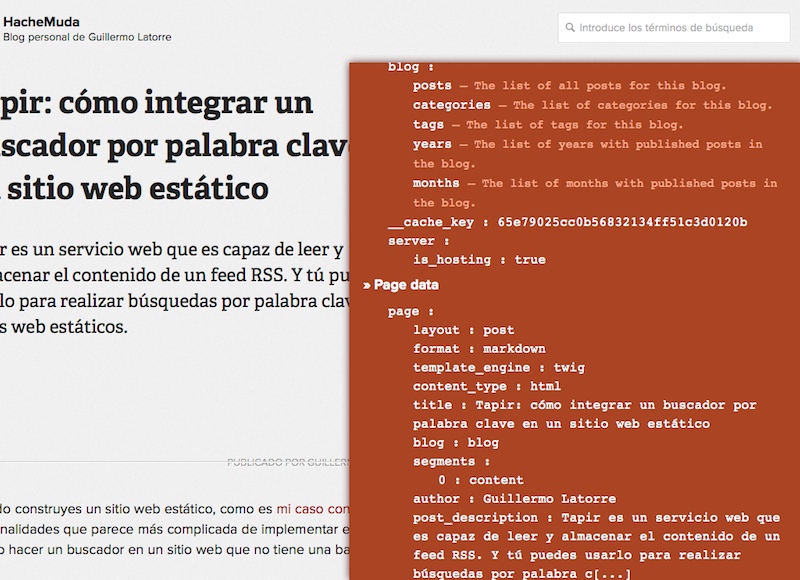 HacheMuda
Blog personal de Guillermo Latorre
Introduce los términos de búsqueda
pir: cómo integrar un
scador por palabra clav
sitio web estático
r es un servicio web que es capaz de leer y
acenar el contenido de un feed RSS. Y tú pu
lo para realizar búsquedas por palabra clav
s web estáticos.
PUBLICADO POR GUILLER
do construyes un sitio web estático, como es mi caso con
nalidades que parece más complicada de implementar e
o hacer un buscador en un sitio web que no tiene una ba
blog :
posts — The list of all posts for this blog.
categories — The list of categories for this blog.
tags — The list of tags for this blog.
years — The list of years with published posts in
the blog.
months — The list of months with published posts in
the blog.
__cache_key : 65e79025cc0b56832134ff51c3d0120b
server :
is_hosting : true
» Page data
page :
layout : post
format : markdown
template_engine : twig
content_type : html
title : Tapir: cómo integrar un buscador por
palabra clave en un sitio web estático
blog : blog
segments :
0 : content
author : Guillermo Latorre
post_description : Tapir es un servicio web que
es capaz de leer y almacenar el contenido de un
feed RSS. Y tú puedes usarlo para realizar
búsquedas por palabra c[...]